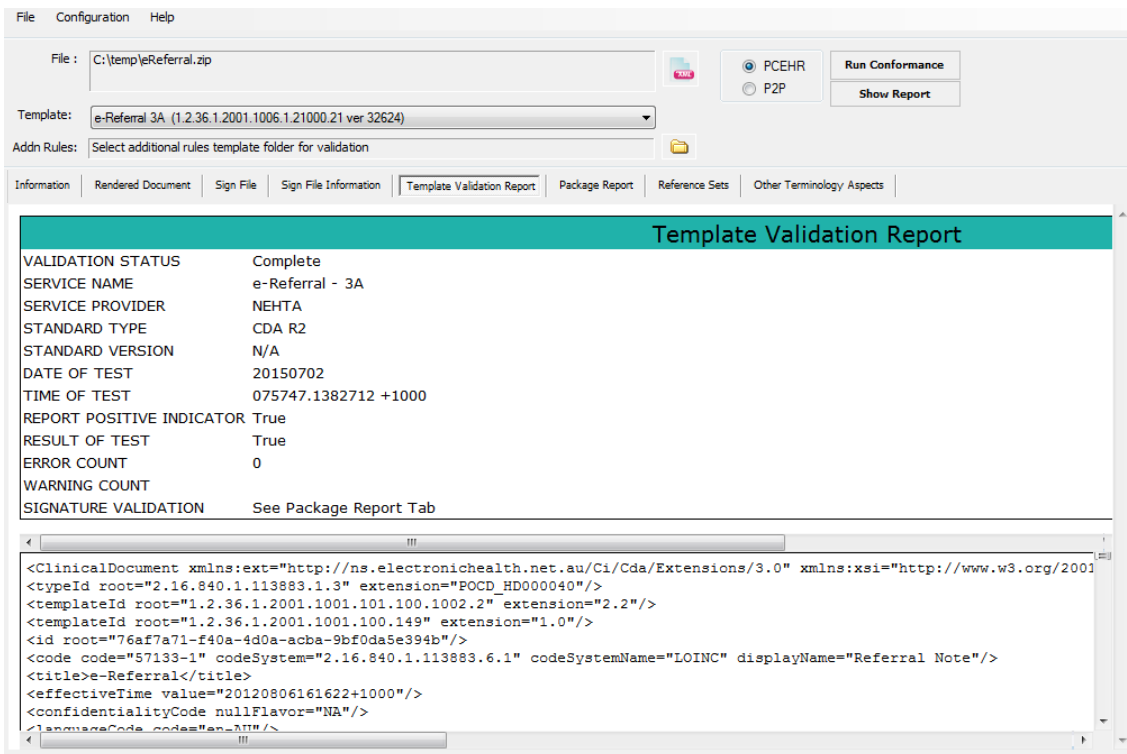 File Configuration Help
File : C:\temp\eReferral.zip
XML
PCEHR
Run Conformance
P2P
Show Report
Template: e-Referral 3A (1.2.36.1.2001.1006.1.21000.21 ver 32624)
Addn Rules: Select additional rules template folder for validation
Information Rendered Document Sign File Sign File Information Template Validation Report Package Report Reference Sets Other Terminology Aspects
Template Validation Report
VALIDATION STATUS Complete
SERVICE NAME e-Referral - 3A
SERVICE PROVIDER NEHTA
STANDARD TYPE CDA R2
STANDARD VERSION N/A
DATE OF TEST 20150702
TIME OF TEST 075747.1382712 +1000
REPORT POSITIVE INDICATOR True
RESULT OF TEST True
ERROR COUNT 0
WARNING COUNT
SIGNATURE VALIDATION See Package Report Tab
<ClinicalDocument xmlns:ext="http://ns.electronichealth.net.au/Ci/Cda/Extensions/3.0" xmlns:xsi="http://www.w3.org/2001
<typeId root="2.16.840.1.113883.1.3" extension="POCD_HD000040"/>
<templateId root="1.2.36.1.2001.1001.101.100.1002.2" extension="2.2"/>
<templateId root="1.2.36.1.2001.1001.100.149" extension="1.0"/>
<id root="76af7a71-f40a-4d0a-acba-9bf0da5e394b"/>
<code code="57133-1" codeSystem="2.16.840.1.113883.6.1" codeSystemName="LOINC" displayName="Referral Note"/>
<title>e-Referral</title>
<effectiveTime value="20120806161622+1000"/>
<confidentialityCode nullFlavor="NA"/>
<languageCode code="en-AU"/>